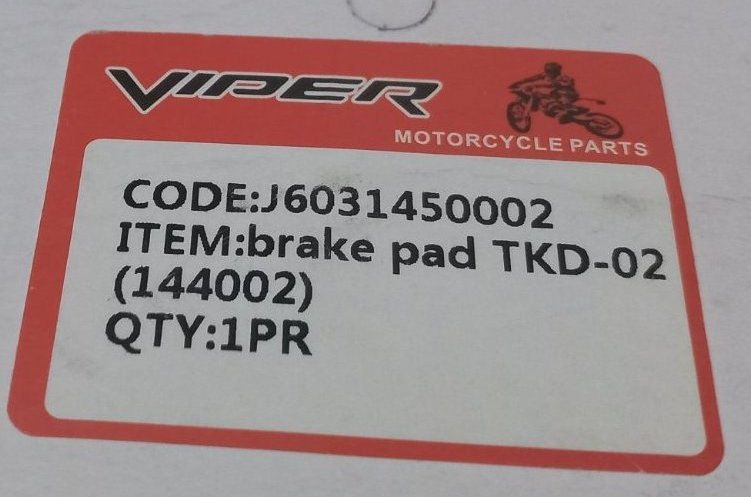 VIPER
MOTORCYCLE PARTS
CODE:J6031450002
ITEM:brake pad TKD-02
(144002)
QTY:1PR